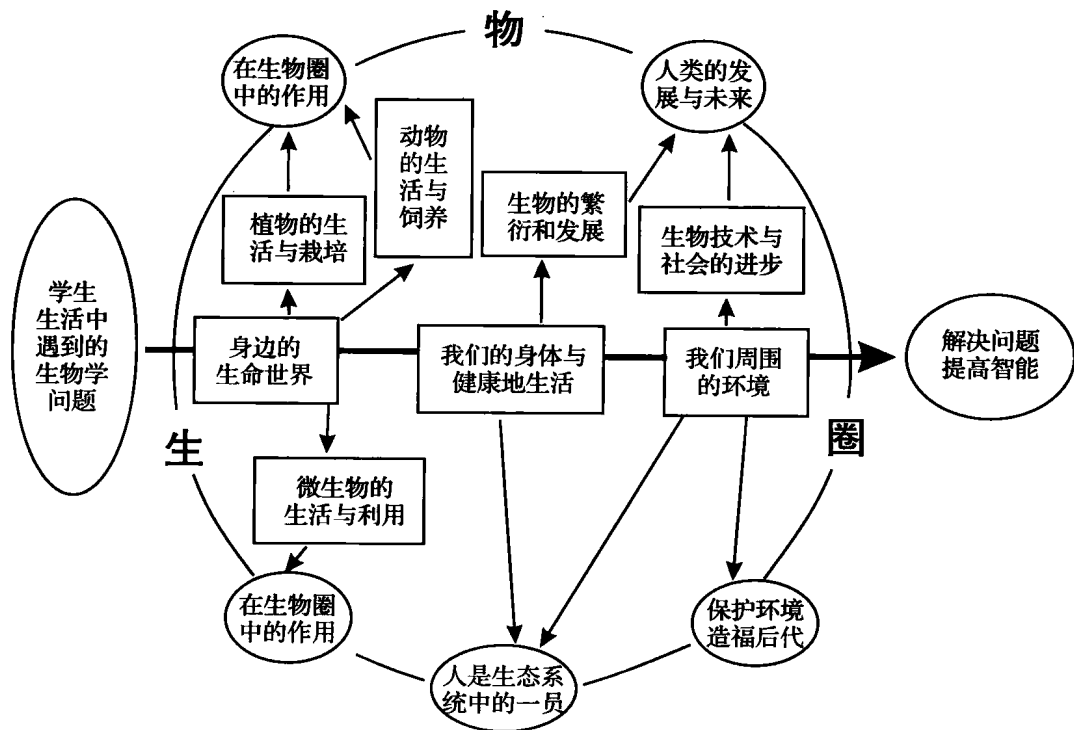 物
在生物圈
中的作用
人类的发
展与未来
动物
的生
活与
饲养
植物的生
活与栽培
生物的繁
衍和发展
生物技术与
社会的进步
学生
生活中
遇到的
生物学
问题
身边的
生命世界
我们的身体与
健康地生活
我们周围
的环境
解决问题
提高智能
生
圈
微生物的
生活与利用
在生物圈
中的作用
保护环境
造福后代
人是生态系
统中的一员